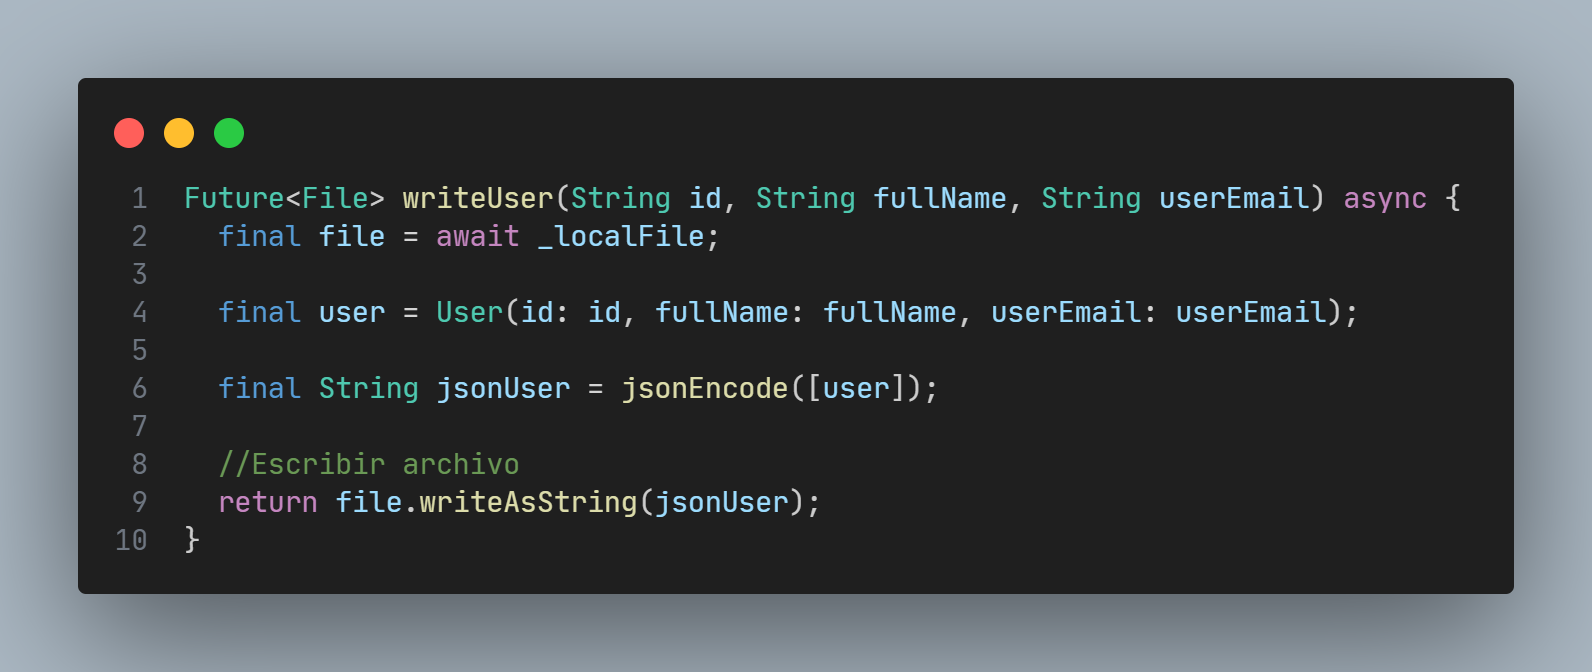 1 Future<File> writeUser(String id, String fullName, String userEmail) async {
2 final file = await _localFile;
3
4 final user = User(id: id, fullName: fullName, userEmail: userEmail);
5
6 final String jsonUser = jsonEncode([user]);
7
8 //Escribir archivo
9 return file.writeAsString(jsonUser);
10 }